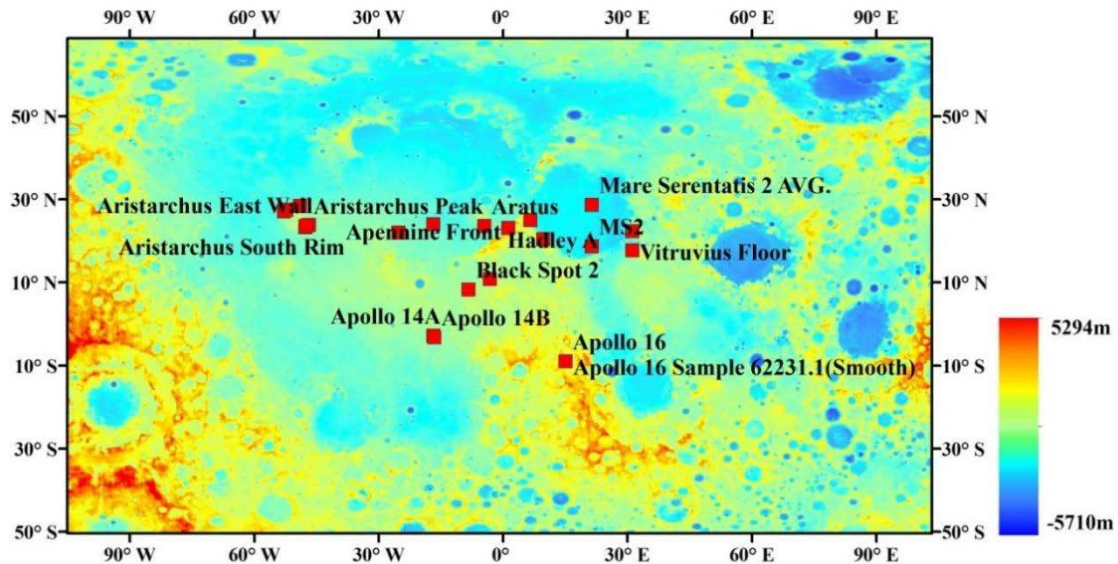 90° W 60° W 30° W 0° 30° E 60° E 90° E
50° N 50° N
Mare Serentatis 2 AVG.
30° N 30° N
Aristarchus East Wall Aristarchus Peak Aratus
MS2
Apennine Front Hadley A
Aristarchus South Rim Vitruvius Floor
Black Spot 2
10° N 10° N
Apollo 14A Apollo 14B
5294m
Apollo 16
10° S Apollo 16 Sample 62231.1(Smooth) 10° S
30° S 30° S
50° S 50° S
-5710m
90° W 60° W 30° W 0° 30° E 60° E 90° E